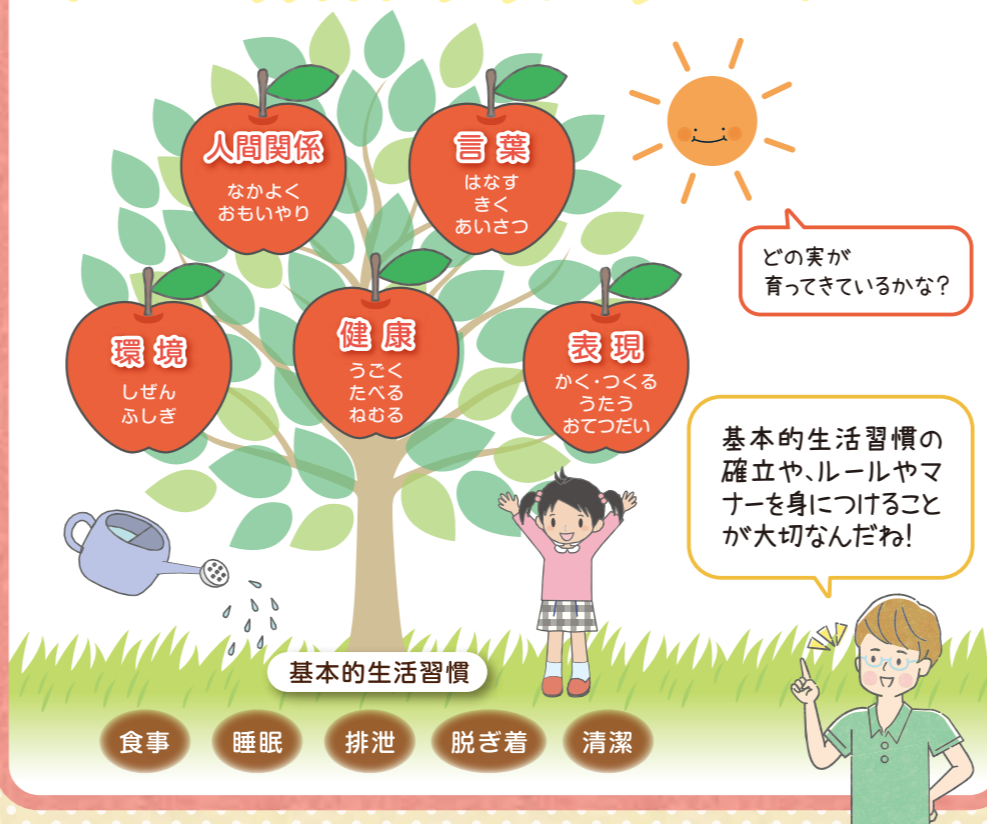 人間関係
なかよく
おもいやり
言葉
はなす
きく
あいさつ
どの実が
育ってきているかな?
環境
しぜん
ふしぎ
健康
うごく
たべる
ねむる
表現
かく・つくる
うたう
おてつだい
基本的生活習慣の
確立や、ルールやマ
ナーを身につけること
が大切なんだね!
基本的生活習慣
食事
睡眠
排泄
脱ぎ着
清潔